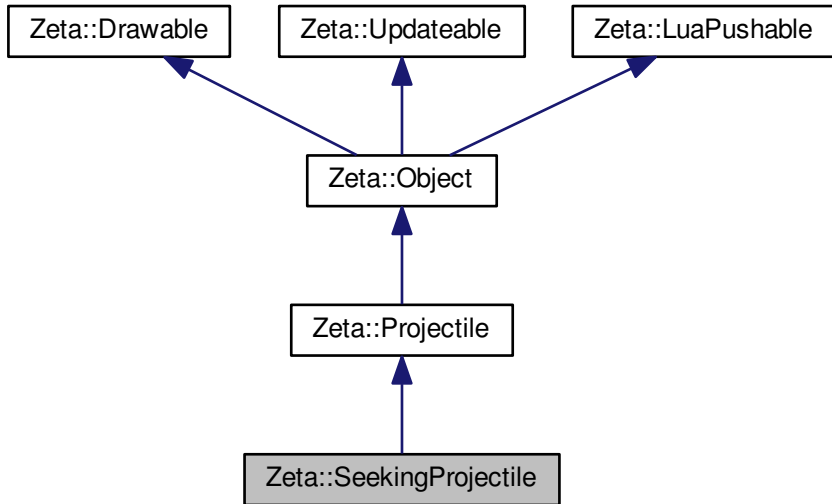 Zeta::Drawable
Zeta::Updateable
Zeta::LuaPushable
Zeta::Object
Zeta::Projectile
Zeta::SeekingProjectile